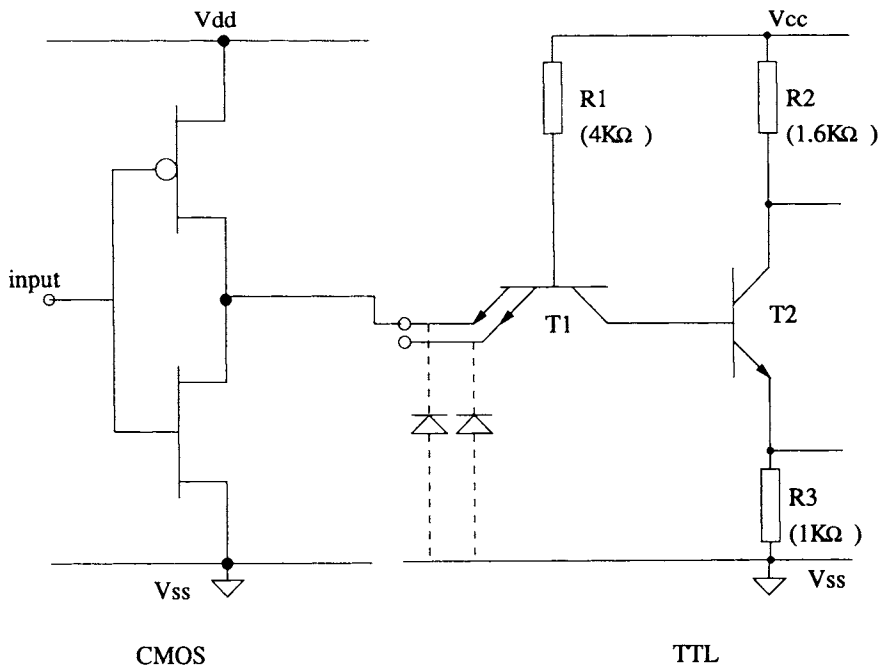 Vdd
Vcc
R1
(4KΩ )
R2
(1.6KΩ )
input
T1
T2
R3
(1KΩ )
Vss
Vss
CMOS
TTL